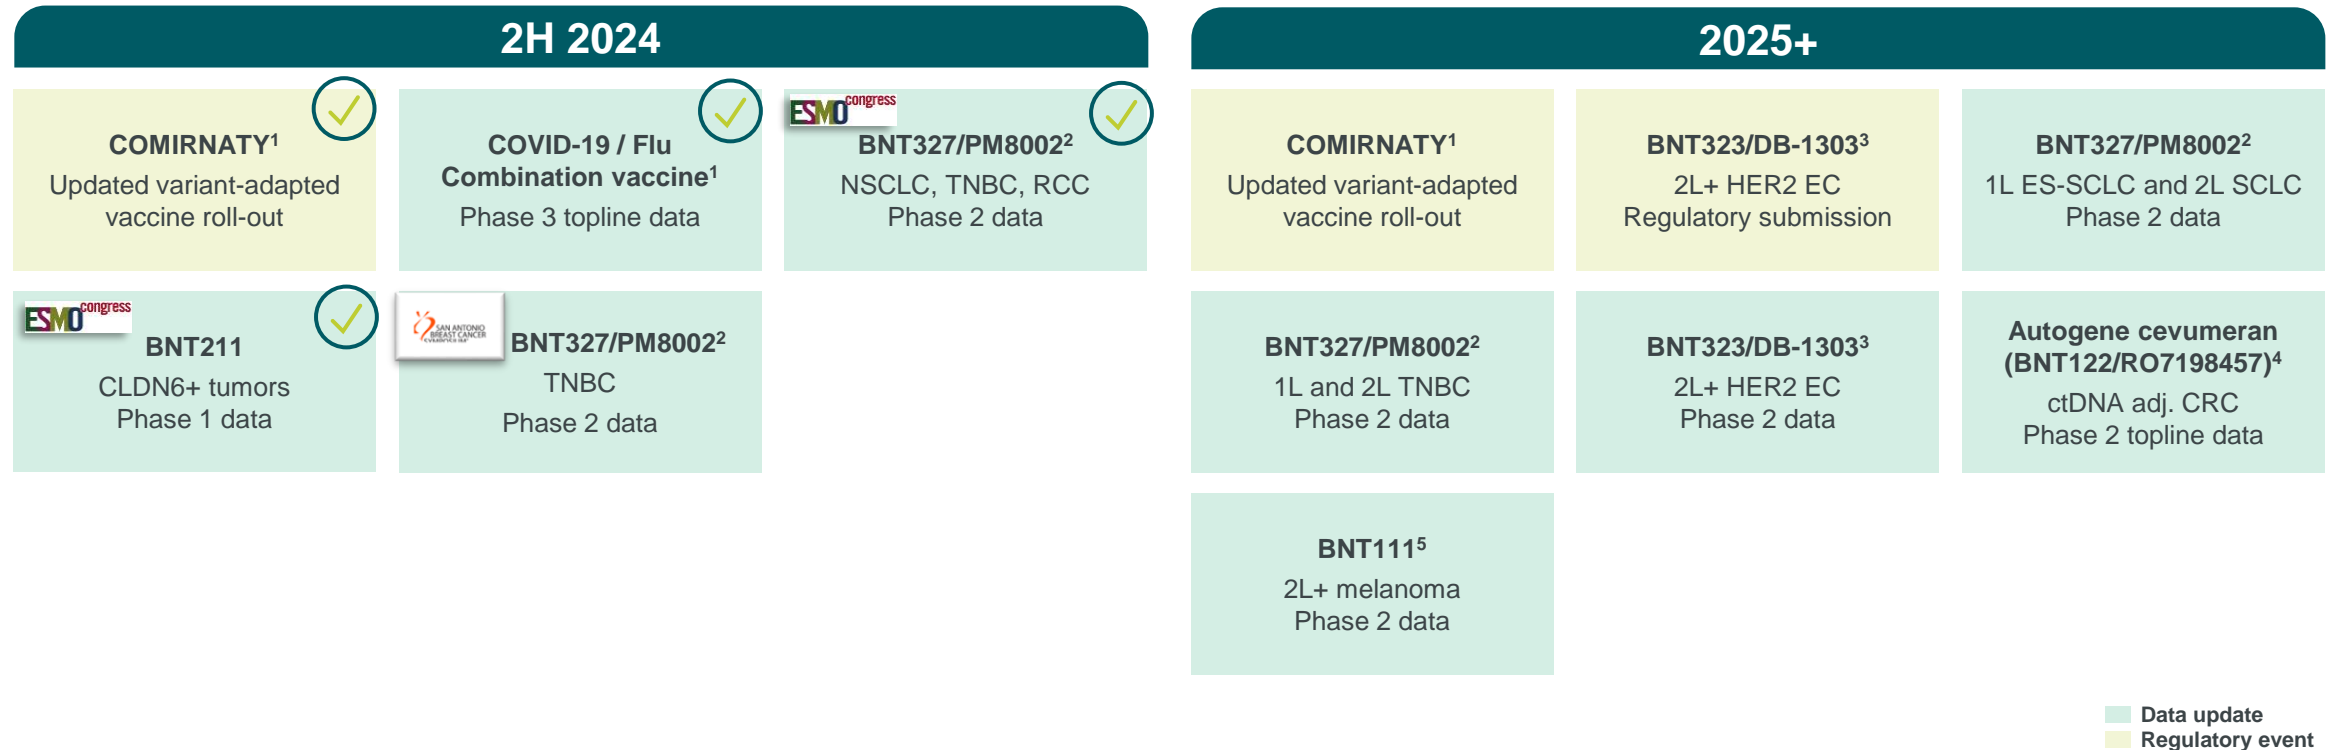 2H 2024
COMIRNATY¹
Updated variant-adapted
vaccine roll-out
COVID-19 / Flu
Combination vaccine¹
Phase 3 topline data
ESMO congress
BNT327/PM8002²
NSCLC, TNBC, RCC
Phase 2 data
ESMO congress
BNT211
CLDN6+ tumors
Phase 1 data
SAN ANTONIO
BREAST CANCER
BNT327/PM8002²
TNBC
Phase 2 data
2025+
COMIRNATY¹
Updated variant-adapted
vaccine roll-out
BNT323/DB-1303³
2L+ HER2 EC
Regulatory submission
BNT327/PM8002²
1L ES-SCLC and 2L SCLC
Phase 2 data
BNT327/PM8002²
1L and 2L TNBC
Phase 2 data
BNT323/DB-1303³
2L+ HER2 EC
Phase 2 data
Autogene cevumeran
(BNT122/RO7198457)⁴
ctDNA adj. CRC
Phase 2 topline data
BNT111⁵
2L+ melanoma
Phase 2 data
Data update
Regulatory event